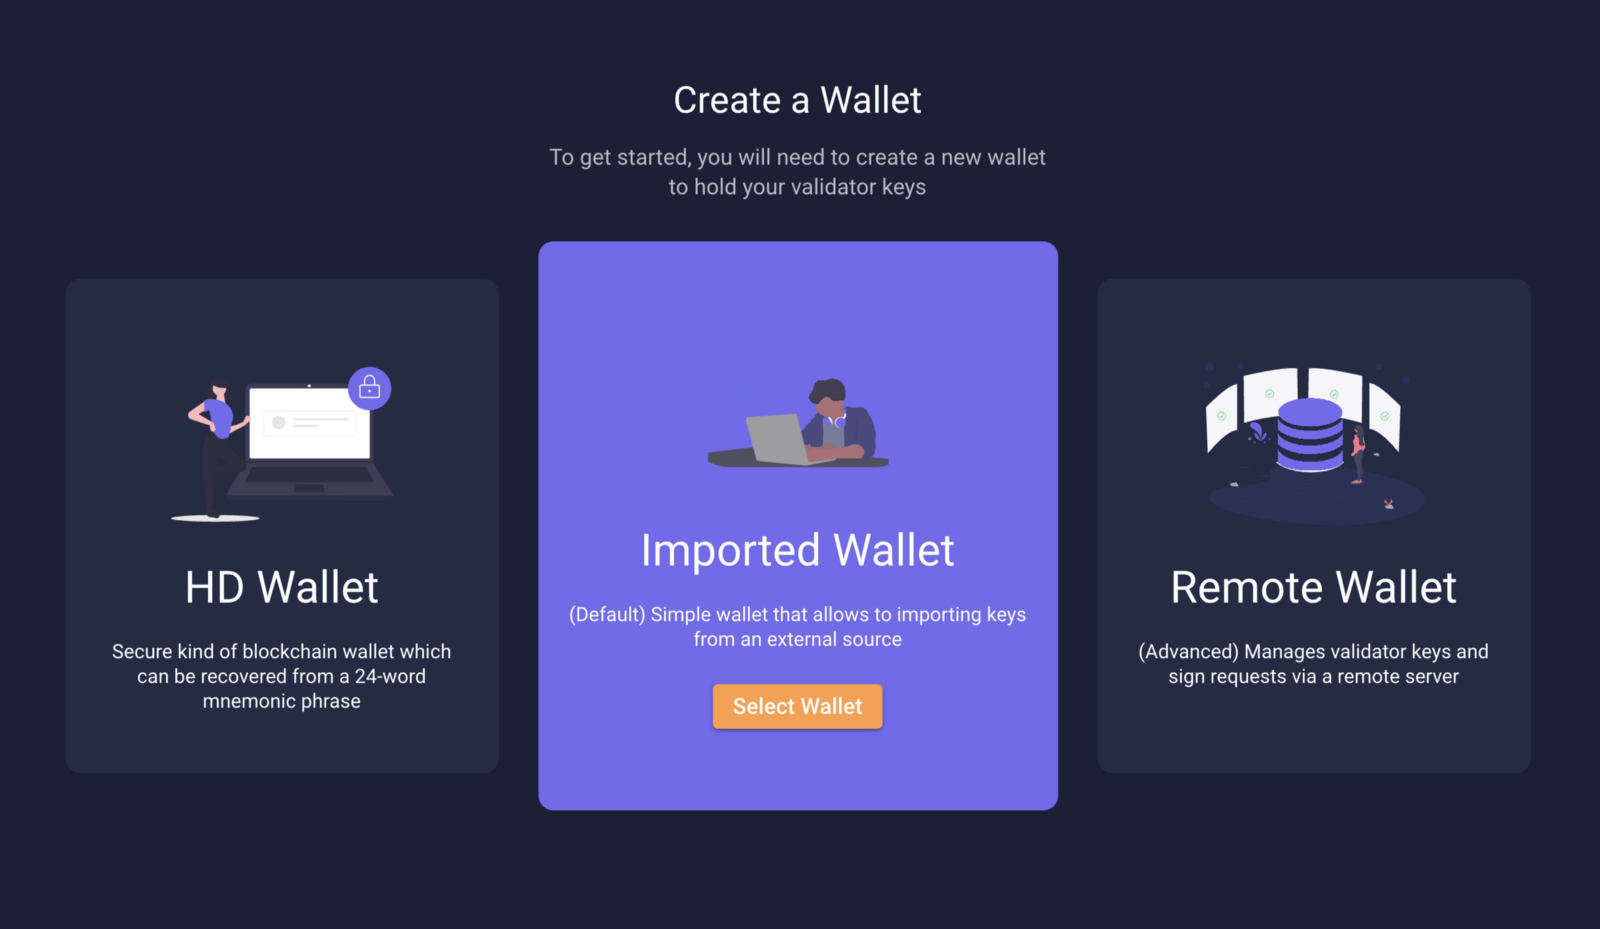 Create a Wallet
To get started, you will need to create a new wallet
to hold your validator keys
HD Wallet
Secure kind of blockchain wallet which
can be recovered from a 24-word
mnemonic phrase
Imported Wallet
(Default) Simple wallet that allows to importing keys
from an external source
Select Wallet
Remote Wallet
(Advanced) Manages validator keys and
sign requests via a remote server